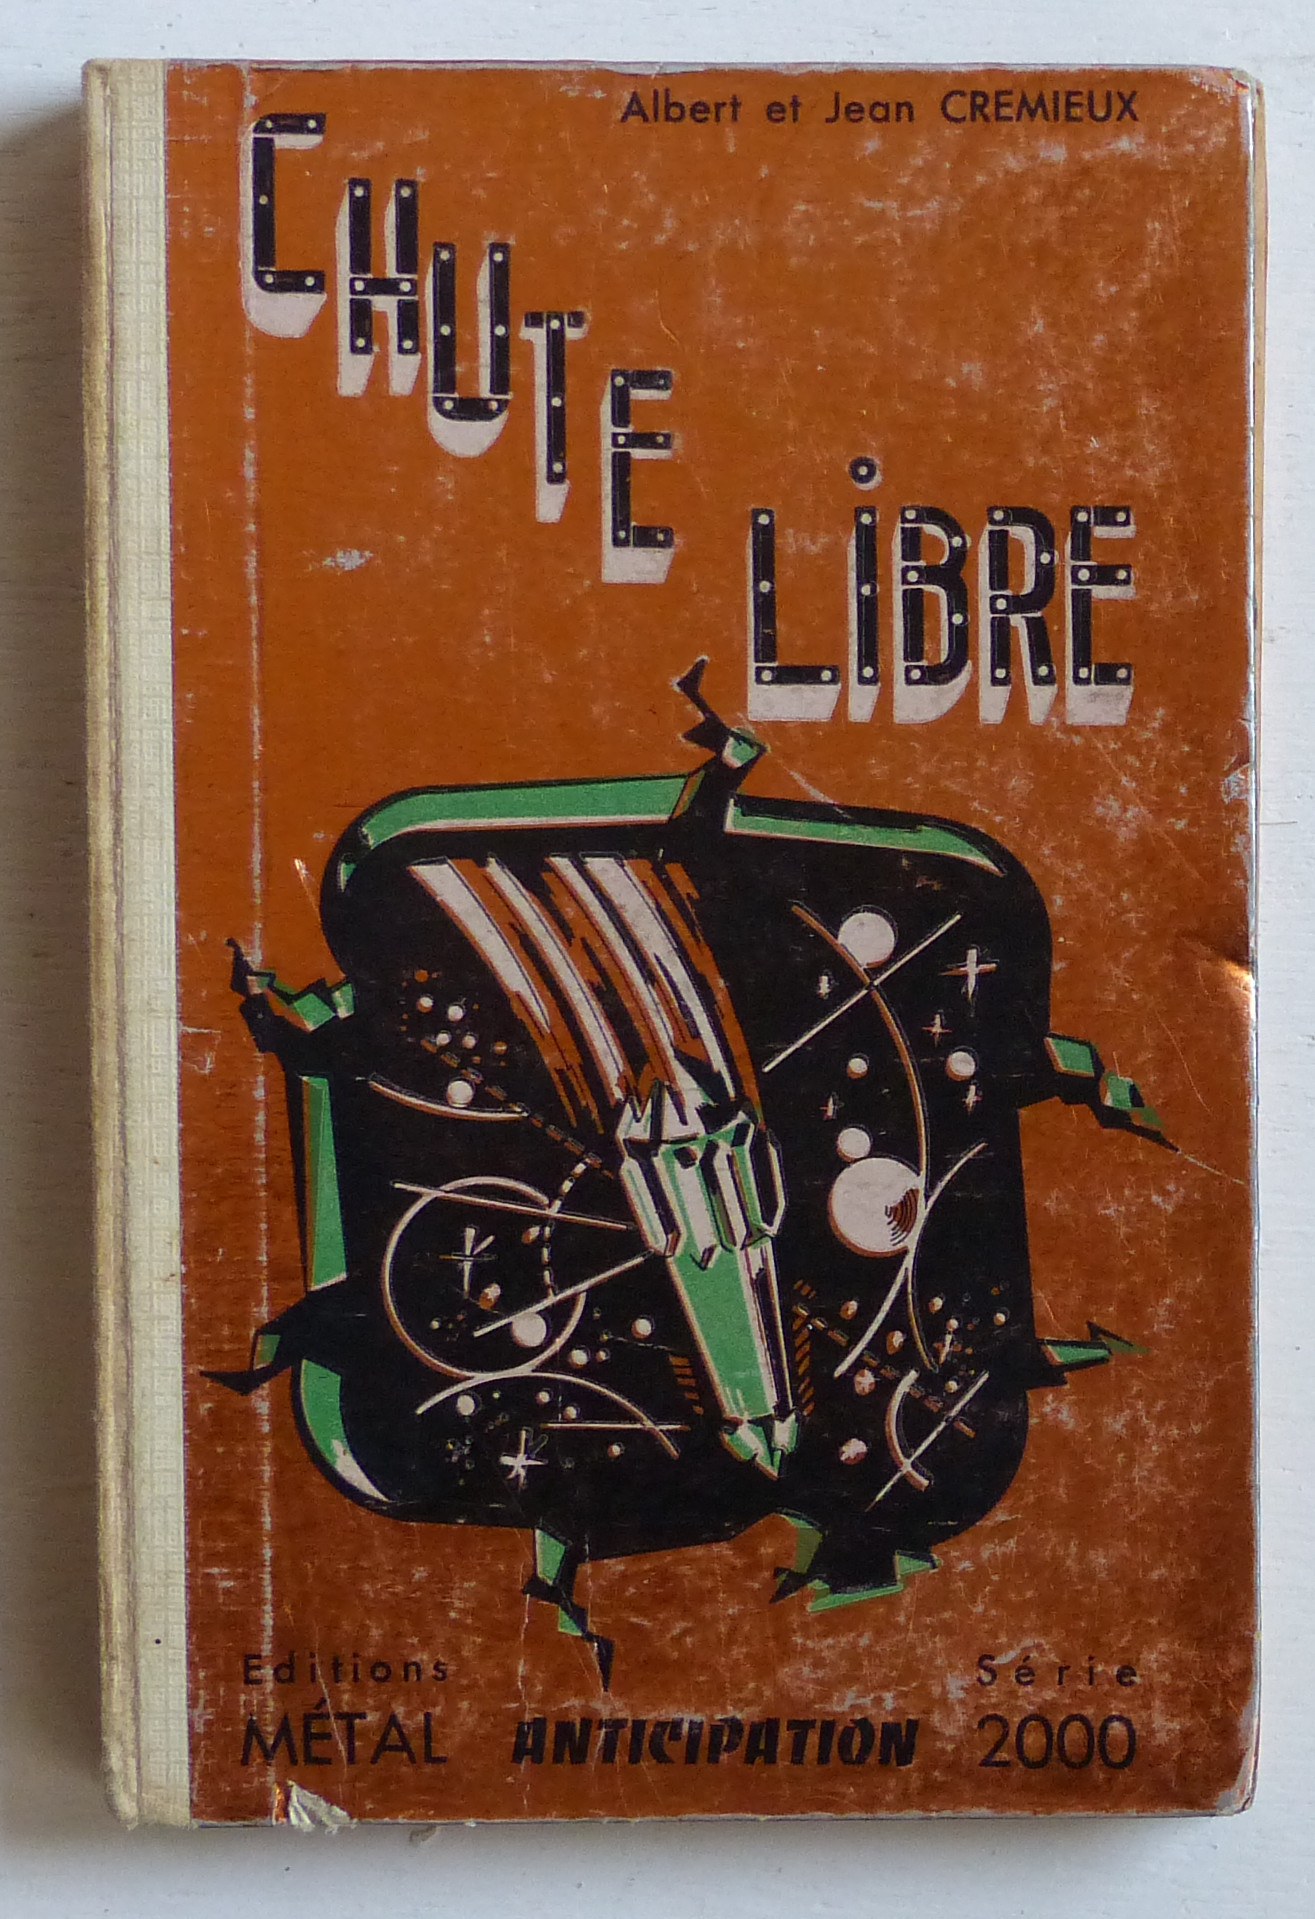 Albert et Jean CREMIEUX
CHUTE
LiBRE
Editions
MÉTAL
ANTICIPATION
Série
2000